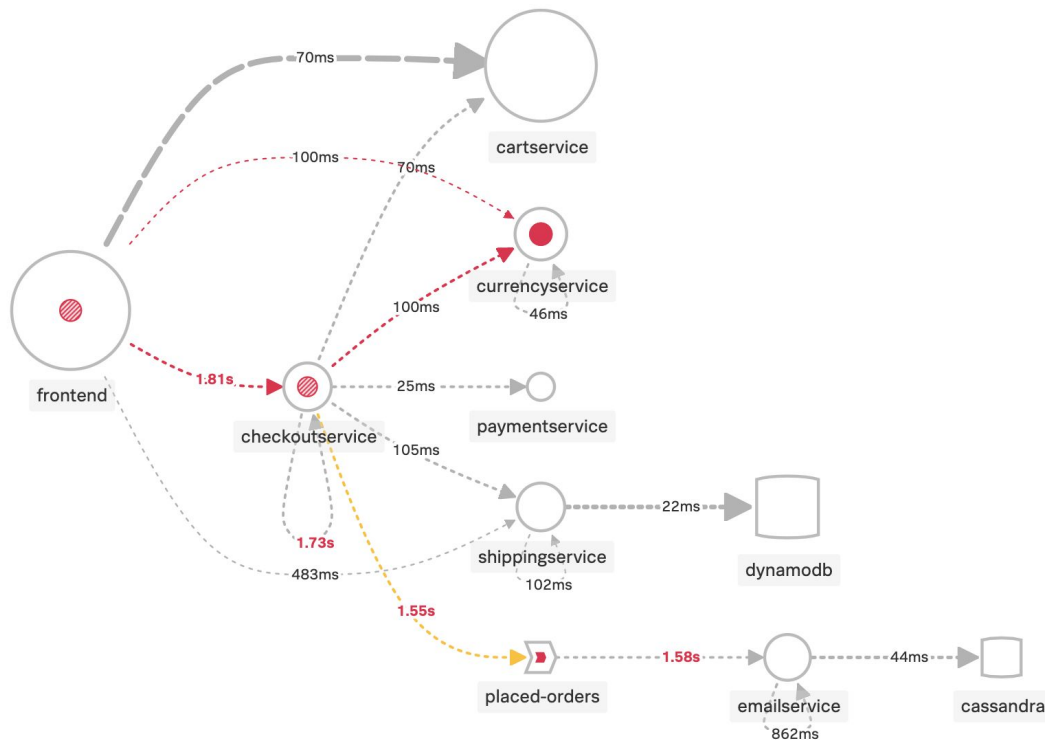 70ms
cartservice
100ms
70ms
currencyservice
46ms
100ms
frontend
1.81s
checkoutservice
25ms
paymentservice
105ms
1.73s
483ms
shippingservice
102ms
22ms
dynamodb
1.55s
placed-orders
1.58s
emailservice
862ms
44ms
cassandra